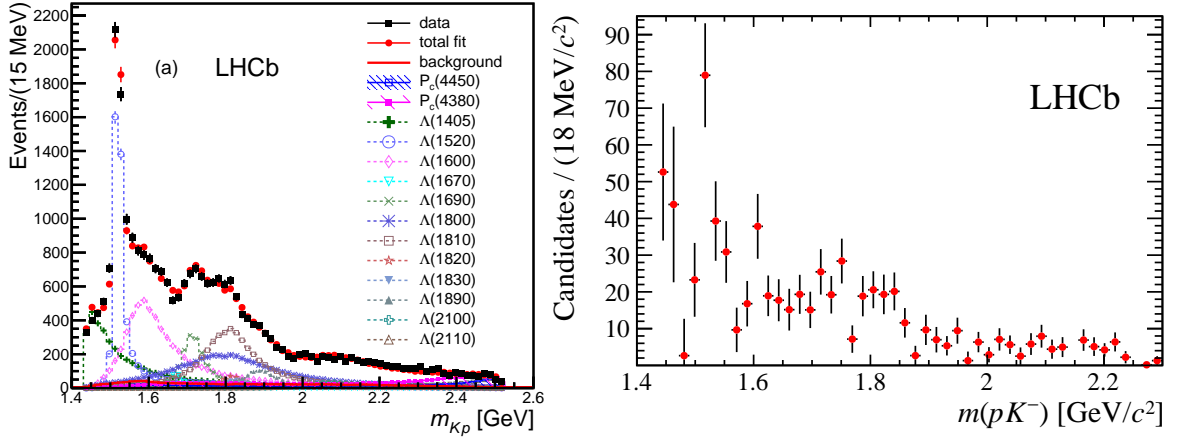 Events/(15 MeV)
2200
2000
1800
1600
1400
1200
1000
800
600
400
200
0
1.4 1.6 1.8 2 2.2 2.4 2.6
m_{Kp} [GeV]
(a) LHCb
data
total fit
background
P_c(4450)
P_c(4380)
Λ(1405)
Λ(1520)
Λ(1600)
Λ(1670)
Λ(1690)
Λ(1800)
Λ(1810)
Λ(1820)
Λ(1830)
Λ(1890)
Λ(2100)
Λ(2110)
Candidates / (18 MeV/c²)
90
80
70
60
50
40
30
20
10
1.4 1.6 1.8 2 2.2
m(pK⁻) [GeV/c²]
LHCb